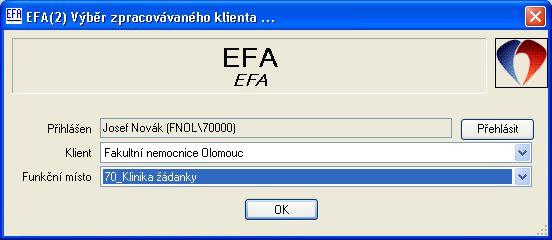 EFA EFA(2) Výběr zpracovávaného klienta ...
EFA
EFA
Přihlášen Josef Novák (FNOL\70000) Přehlásit
Klient Fakultní nemocnice Olomouc
Funkční místo 70_Klinika žádanky
OK